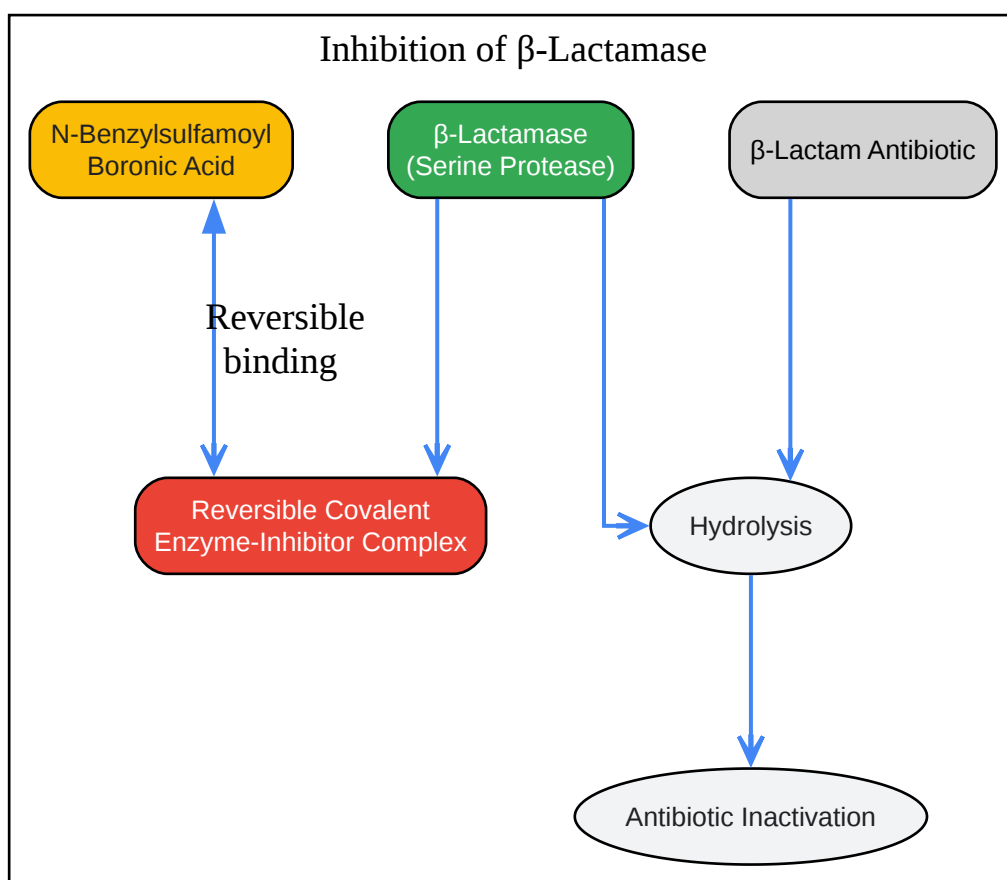 Inhibition of β-Lactamase
N-Benzylsulfamoyl
Boronic Acid
β-Lactamase
(Serine Protease)
β-Lactam Antibiotic
Reversible
binding
Reversible Covalent
Enzyme-Inhibitor Complex
Hydrolysis
Antibiotic Inactivation